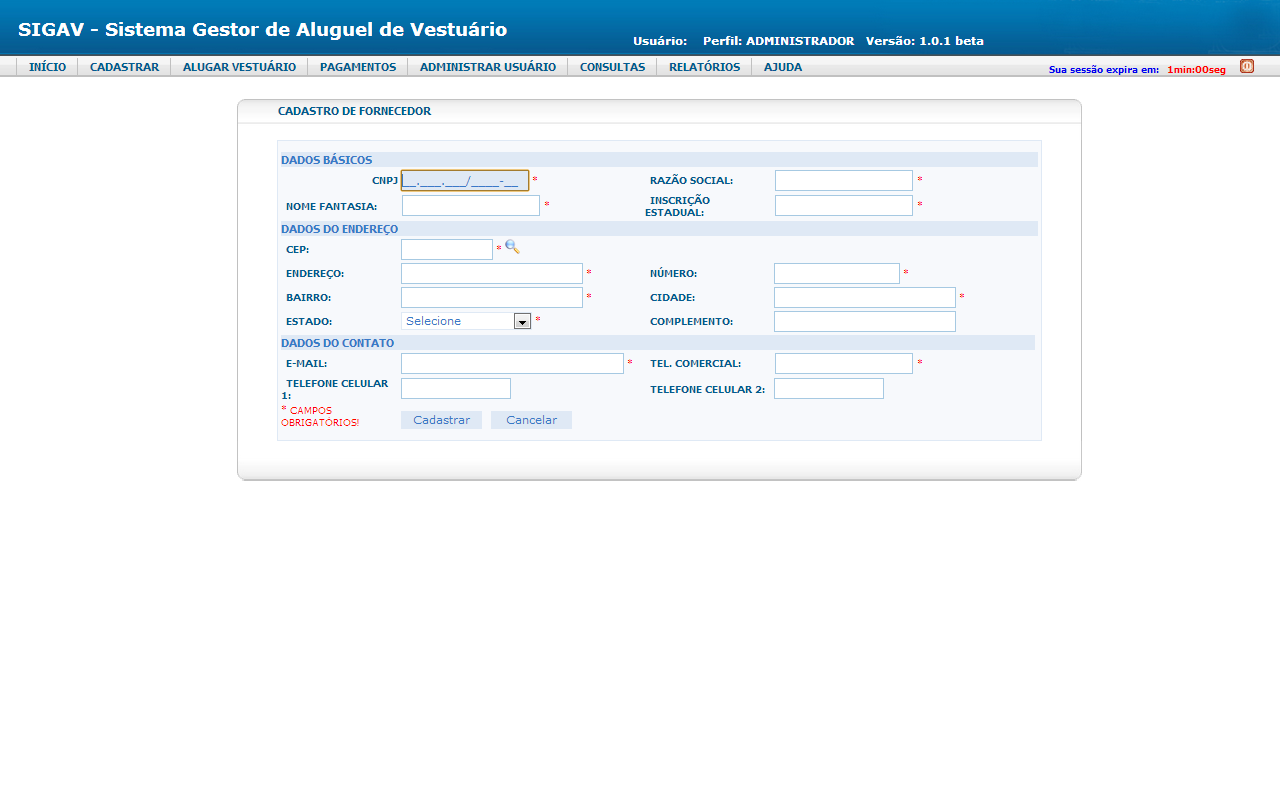 SIGAV - Sistema Gestor de Aluguel de Vestuário
Usuário: Perfil: ADMINISTRADOR Versão: 1.0.1 beta
INÍCIO CADASTRAR ALUGAR VESTUÁRIO PAGAMENTOS ADMINISTRAR USUÁRIO CONSULTAS RELATÓRIOS AJUDA
Sua sessão expira em: 1min:00seg
CADASTRO DE FORNECEDOR
DADOS BÁSICOS
CNPJ __.___.___/____-__ *
RAZÃO SOCIAL: *
NOME FANTASIA: *
INSCRIÇÃO
ESTADUAL: *
DADOS DO ENDEREÇO
CEP: *
ENDEREÇO: *
NÚMERO: *
BAIRRO: *
CIDADE: *
ESTADO: Selecione *
COMPLEMENTO:
DADOS DO CONTATO
E-MAIL: *
TEL. COMERCIAL: *
TELEFONE CELULAR
1:
TELEFONE CELULAR 2:
* CAMPOS
OBRIGATÓRIOS!
Cadastrar Cancelar